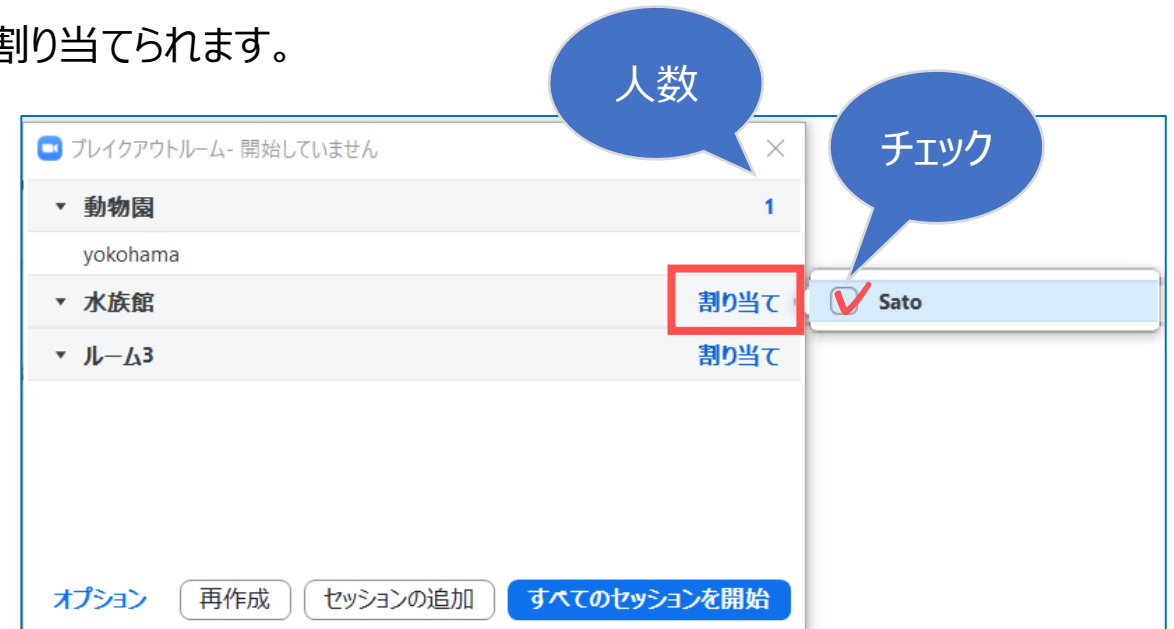 割り当てられます。
人数
チェック
ブレイクアウトルーム- 開始していません
動物園 1
yokohama
水族館 割り当て
Sato
ルーム3 割り当て
オプション 再作成 セッションの追加 すべてのセッションを開始